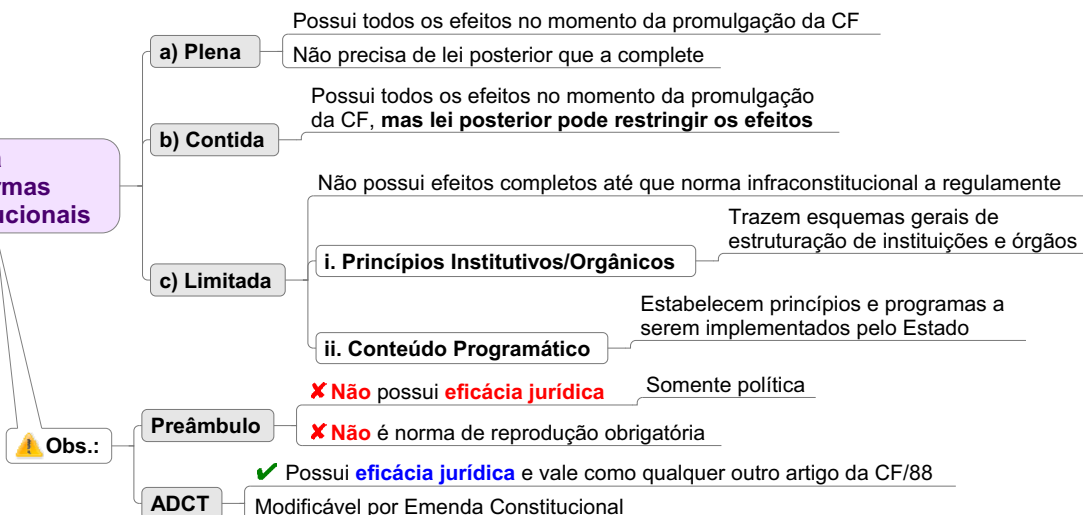 a) Plena
Possui todos os efeitos no momento da promulgação da CF
Não precisa de lei posterior que a complete
b) Contida
Possui todos os efeitos no momento da promulgação
da CF, mas lei posterior pode restringir os efeitos
c) Limitada
Não possui efeitos completos até que norma infraconstitucional a regulamente
i. Princípios Institutivos/Orgânicos
Trazem esquemas gerais de
estruturação de instituições e órgãos
ii. Conteúdo Programático
Estabelecem princípios e programas a
serem implementados pelo Estado
Obs.:
Preâmbulo
✘ Não possui eficácia jurídica
Somente política
✘ Não é norma de reprodução obrigatória
ADCT
✔ Possui eficácia jurídica e vale como qualquer outro artigo da CF/88
Modificável por Emenda Constitucional